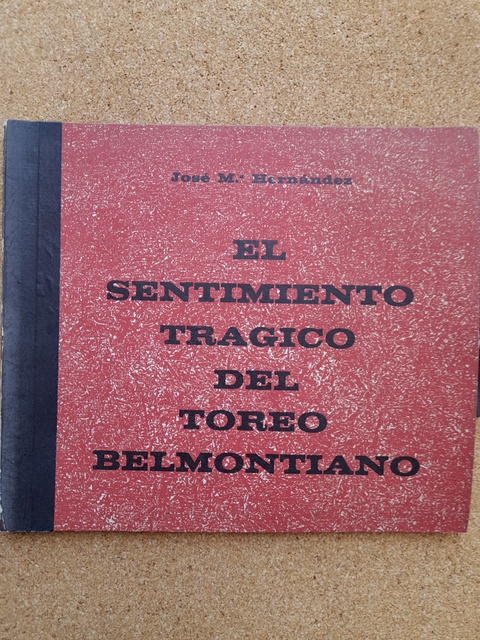 José M.ª Hernández
EL
SENTIMIENTO
TRAGICO
DEL
TOREO
BELMONTIANO